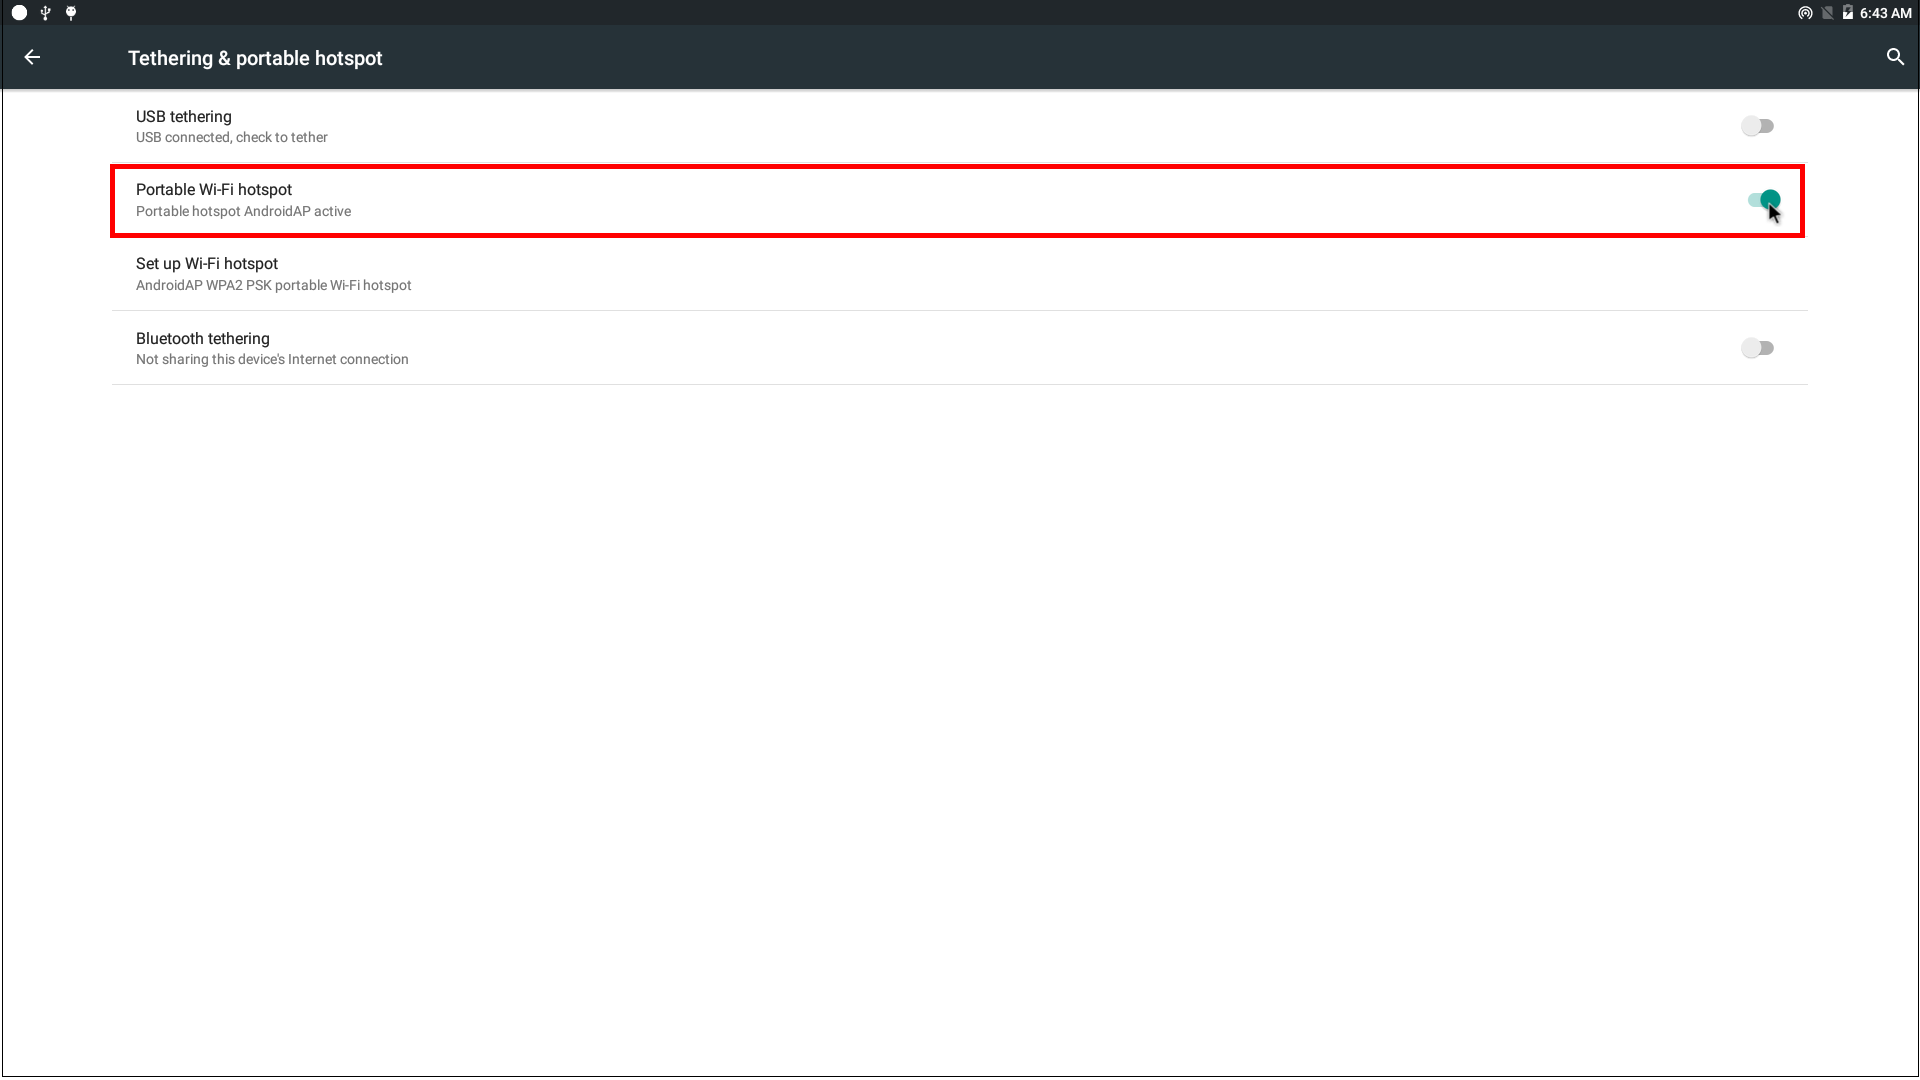 6:43 AM
Tethering & portable hotspot
USB tethering
USB connected, check to tether
Portable Wi-Fi hotspot
Portable hotspot AndroidAP active
Set up Wi-Fi hotspot
AndroidAP WPA2 PSK portable Wi-Fi hotspot
Bluetooth tethering
Not sharing this device's Internet connection